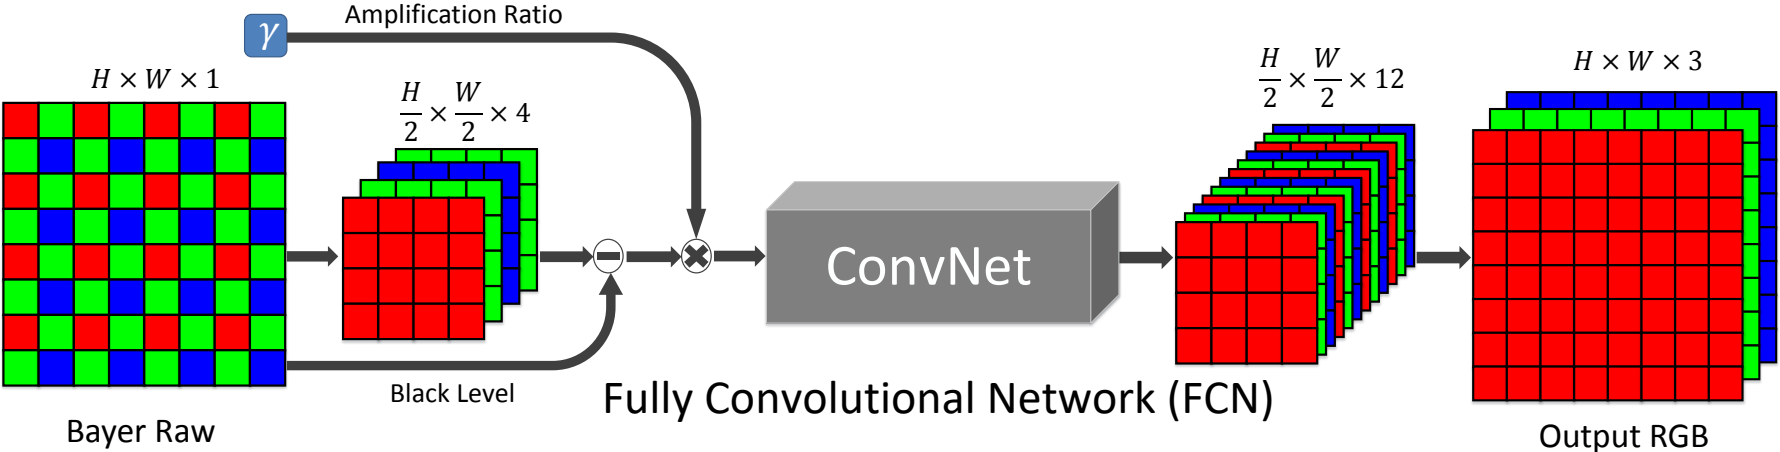 Amplification Ratio
γ
H × W × 1
H/2 × W/2 × 4
H/2 × W/2 × 12
H × W × 3
ConvNet
Black Level
Fully Convolutional Network (FCN)
Bayer Raw
Output RGB